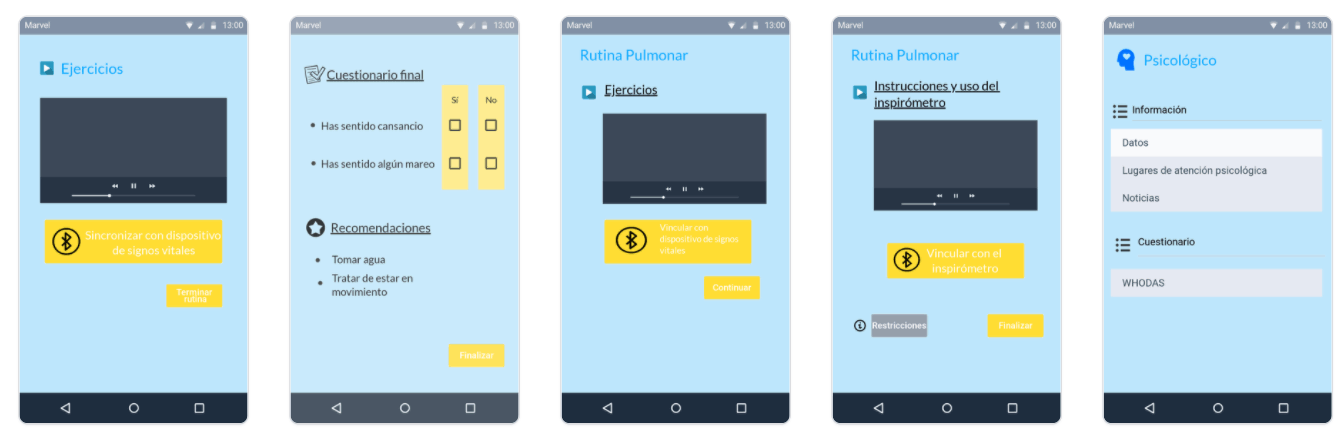 Marvel 13:00
Ejercicios
Sincronizar con dispositivo
de signos vitales
Terminar
rutina
Marvel 13:00
Cuestionario final
Sí No
Has sentido cansancio
Has sentido algún mareo
Recomendaciones
Tomar agua
Tratar de estar en
movimiento
Finalizar
Marvel 13:00
Rutina Pulmonar
Ejercicios
Vincular con
dispositivo de signos
vitales
Continuar
Marvel 13:00
Rutina Pulmonar
Instrucciones y uso del
inspirómetro
Vincular con el
inspirómetro
Restricciones
Finalizar
Marvel 13:00
Psicológico
Información
Datos
Lugares de atención psicológica
Noticias
Cuestionario
WHODAS